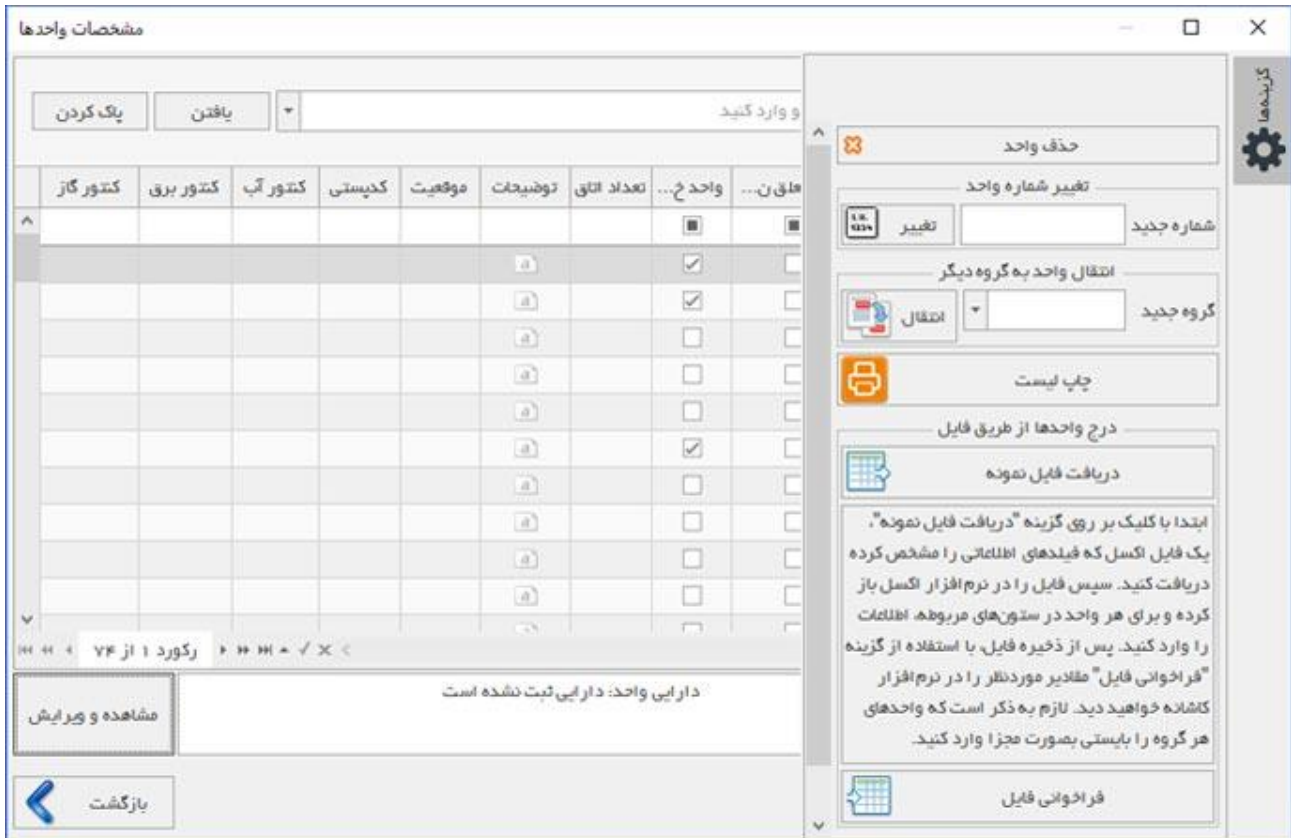 مشخصات واحدها
گزینه‌ها
حذف واحد
تغییر شماره واحد
شماره جدید
تغییر
انتقال واحد به گروه دیگر
گروه جدید
انتقال
چاپ لیست
درج واحدها از طریق فایل
دریافت فایل نمونه
ابتدا با کلیک بر روی گزینه "دریافت فایل نمونه"،
یک فایل اکسل که فیلدهای اطلاعاتی را مشخص کرده
دریافت کنید. سپس فایل را در نرم افزار اکسل باز
کرده و برای هر واحد در ستون‌های مربوطه، اطلاعات
را وارد کنید. پس از ذخیره فایل، با استفاده از گزینه
"فراخوانی فایل" مقادیر موردنظر را در نرم افزار
کاشانه خواهید دید. لازم به ذکر است که واحدهای
هر گروه را بایستی بصورت مجزا وارد کنید.
فراخوانی فایل
و وارد کنید
یافتن
پاک کردن
علق ن... واحد خ... تعداد اتاق توضیحات موقعیت کدپستی کنتور آب کنتور برق کنتور گاز
رکورد ۱ از ۷۴
دارایی واحد: دارایی ثبت نشده است
مشاهده و ویرایش
بازگشت